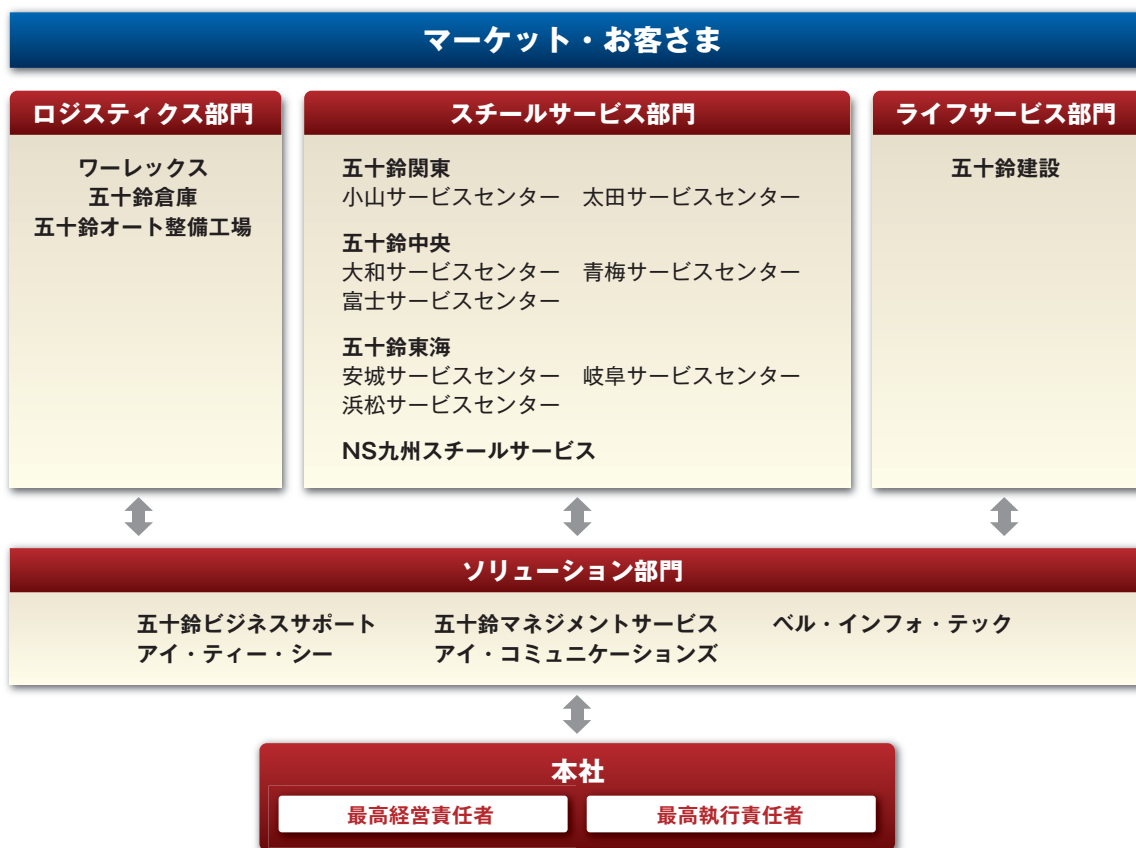 マーケット・お客さま
ロジスティクス部門
ワーレックス
五十鈴倉庫
五十鈴オート整備工場
スチールサービス部門
五十鈴関東
小山サービスセンター　太田サービスセンター
五十鈴中央
大和サービスセンター　青梅サービスセンター
富士サービスセンター
五十鈴東海
安城サービスセンター　岐阜サービスセンター
浜松サービスセンター
NS九州スチールサービス
ライフサービス部門
五十鈴建設
ソリューション部門
五十鈴ビジネスサポート　五十鈴マネジメントサービス　ベル・インフォ・テック
アイ・ティー・シー　アイ・コミュニケーションズ
本社
最高経営責任者　最高執行責任者